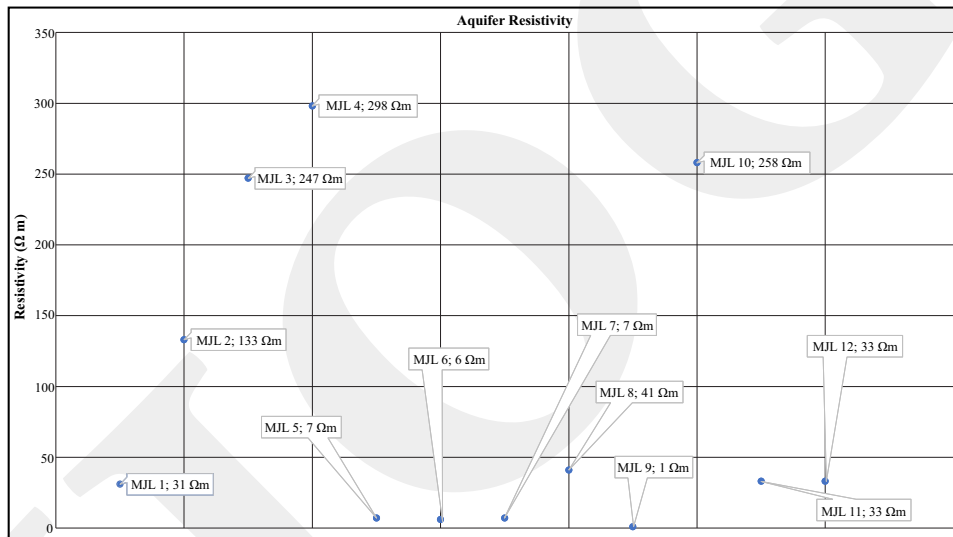 Aquifer Resistivity
Resistivity (Ω m)
350
300
250
200
150
100
50
0
MJL 1; 31 Ωm
MJL 2; 133 Ωm
MJL 3; 247 Ωm
MJL 4; 298 Ωm
MJL 5; 7 Ωm
MJL 6; 6 Ωm
MJL 7; 7 Ωm
MJL 8; 41 Ωm
MJL 9; 1 Ωm
MJL 10; 258 Ωm
MJL 11; 33 Ωm
MJL 12; 33 Ωm